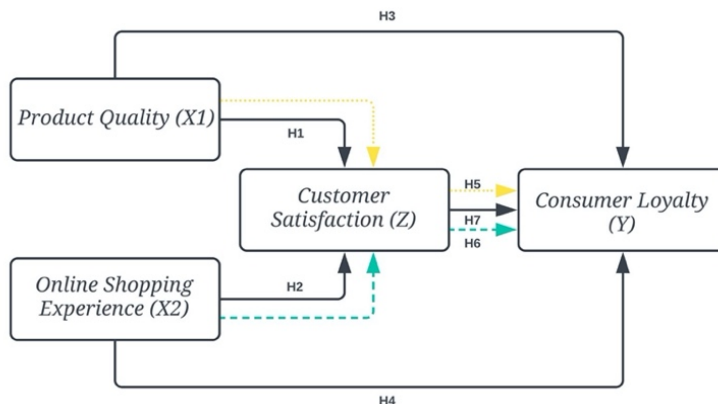 H3
Product Quality (X1)
H1
Customer
Satisfaction (Z)
H5
H7
H6
Consumer Loyalty
(Y)
Online Shopping
Experience (X2)
H2
H4